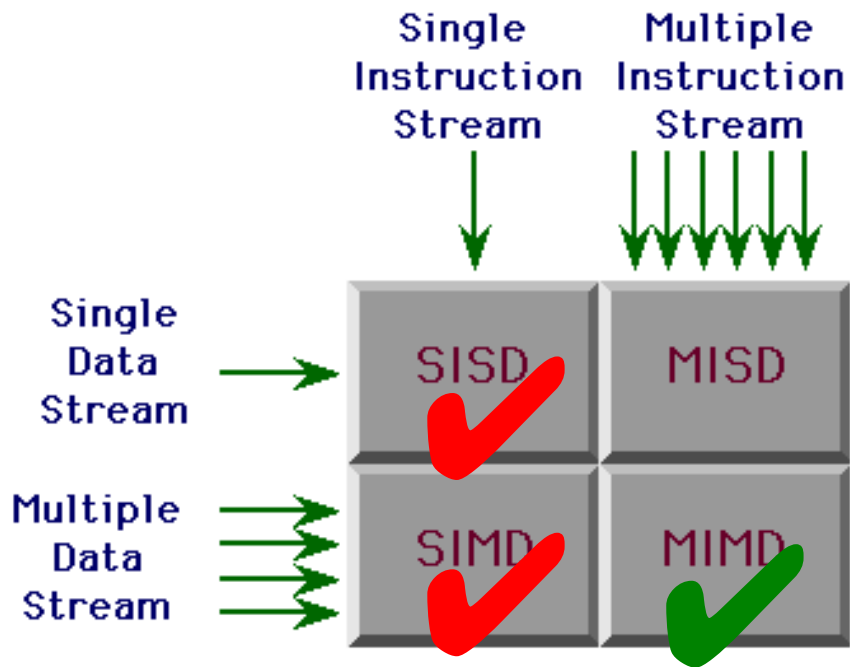 Single
Instruction
Stream
Multiple
Instruction
Stream
Single
Data
Stream
SISD
MISD
Multiple
Data
Stream
SIMD
MIMD